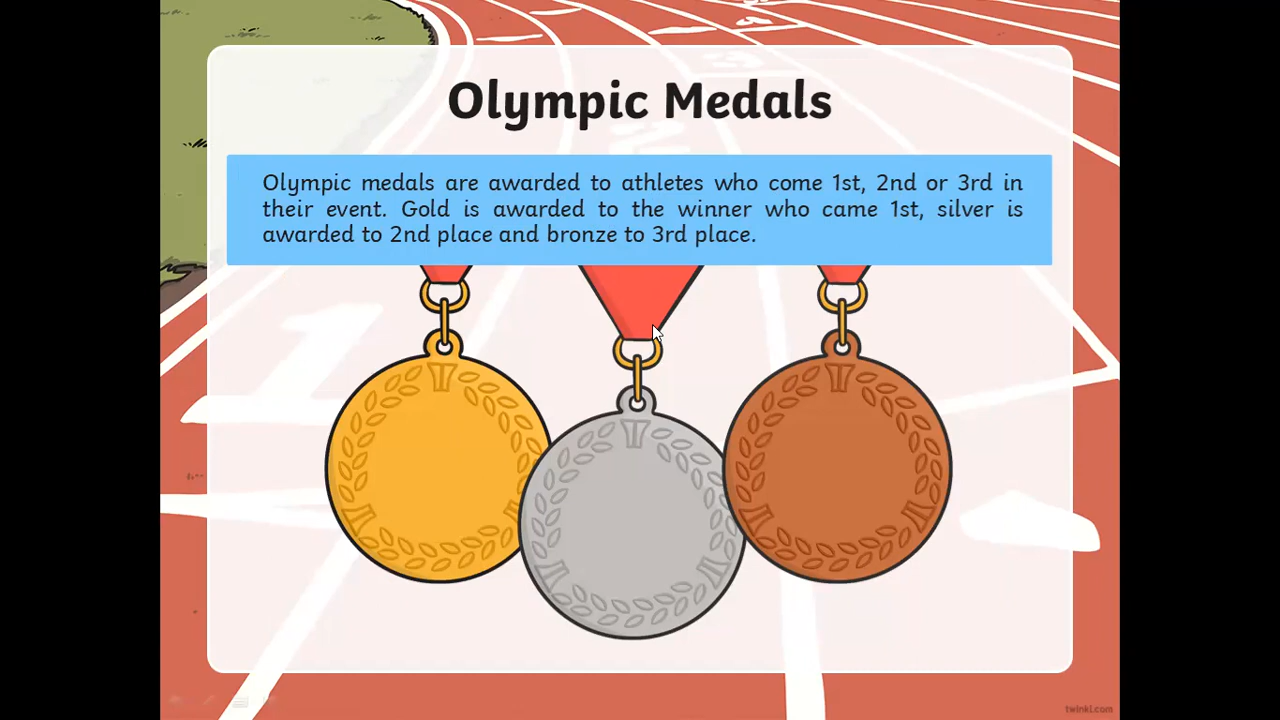 Olympic Medals
Olympic medals are awarded to athletes who come 1st, 2nd or 3rd in
their event. Gold is awarded to the winner who came 1st, silver is
awarded to 2nd place and bronze to 3rd place.
twinkl.com